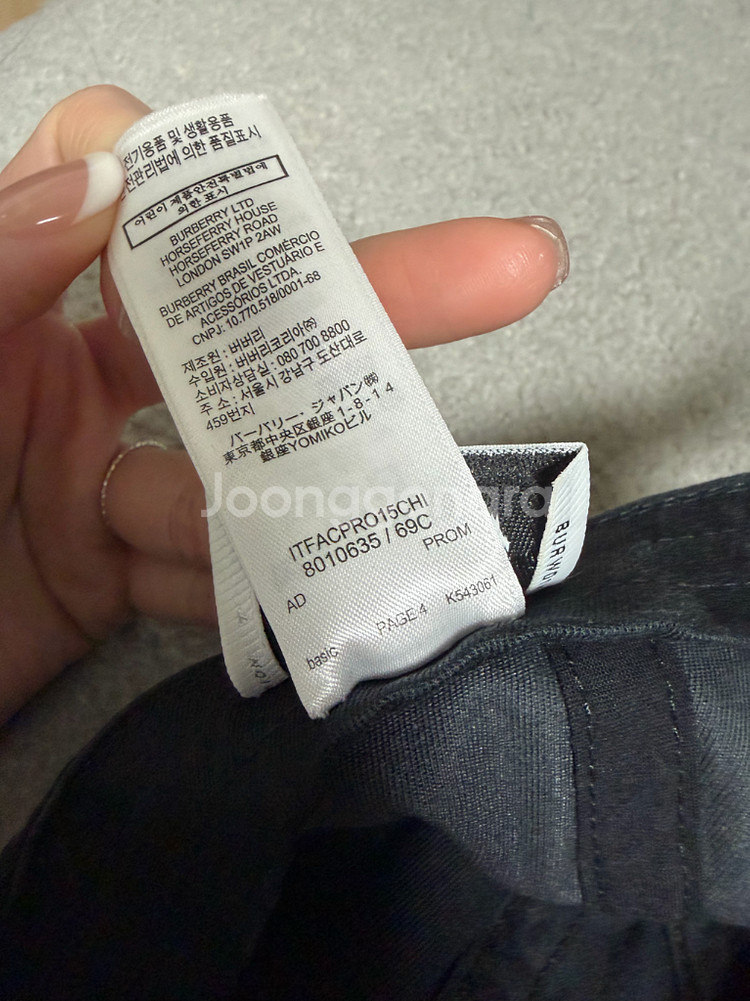 전기용품 및 생활용품
안전관리법에 의한 품질표시
어린이제품안전특별법에
의한 표시
BURBERRY LTD
HORSEFERRY HOUSE
HORSEFERRY ROAD
LONDON SW1P 2AW
BURBERRY BRASIL COMÉRCIO
DE ARTIGOS DE VESTUÁRIO E
ACESSÓRIOS LTDA.
CNPJ: 10.770.518/0001-68
제조원 : 버버리
수입원 : 버버리코리아㈜
소비자상담실 : 080 700 8800
주 소 : 서울시 강남구 도산대로
459번지
バーバリー・ジャパン㈱
東京都中央区銀座1-8-14
銀座YOMIKOビル
Joonggonara
ITFACPRO15CHI
8010635 / 69C
PROM
AD
basic
PAGE 4
K543061
BURWO